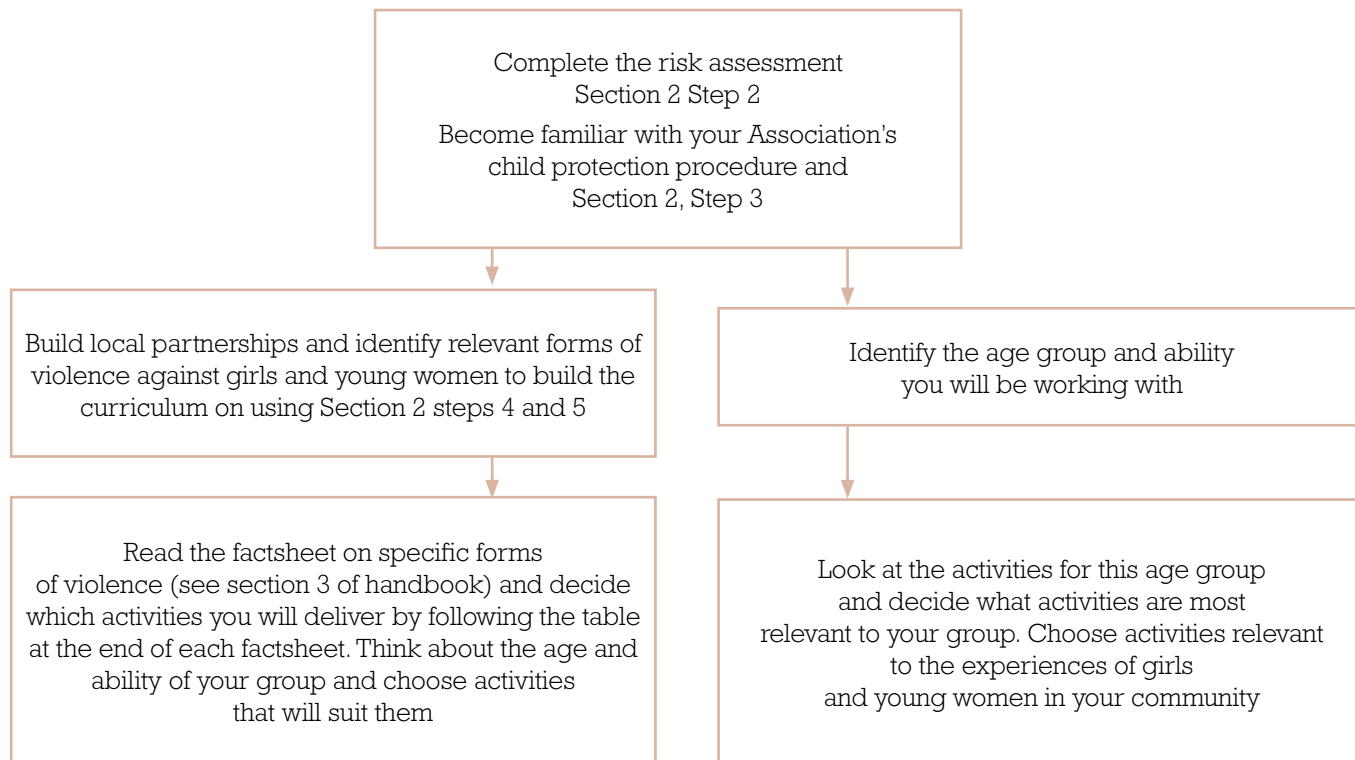 Complete the risk assessment
Section 2 Step 2
Become familiar with your Association's
child protection procedure and
Section 2, Step 3
Build local partnerships and identify relevant forms of
violence against girls and young women to build the
curriculum on using Section 2 steps 4 and 5
Identify the age group and ability
you will be working with
Read the factsheet on specific forms
of violence (see section 3 of handbook) and decide
which activities you will deliver by following the table
at the end of each factsheet. Think about the age and
ability of your group and choose activities
that will suit them
Look at the activities for this age group
and decide what activities are most
relevant to your group. Choose activities relevant
to the experiences of girls
and young women in your community